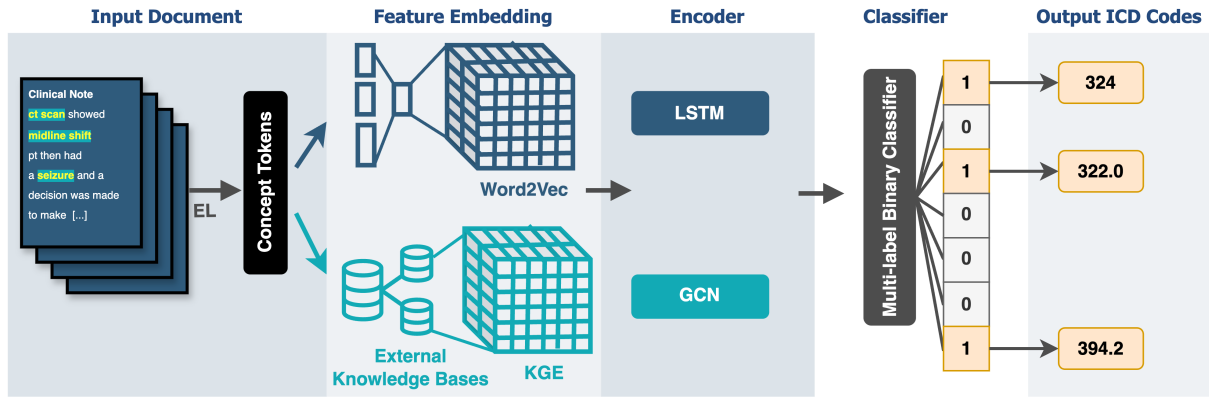 Input Document
Feature Embedding
Encoder
Classifier
Output ICD Codes
Clinical Note
ct scan showed
midline shift
pt then had
a seizure and a
decision was made
to make [...]
EL
Concept Tokens
Word2Vec
External
Knowledge Bases
KGE
LSTM
GCN
Multi-label Binary Classifier
1
0
1
0
0
0
1
324
322.0
394.2